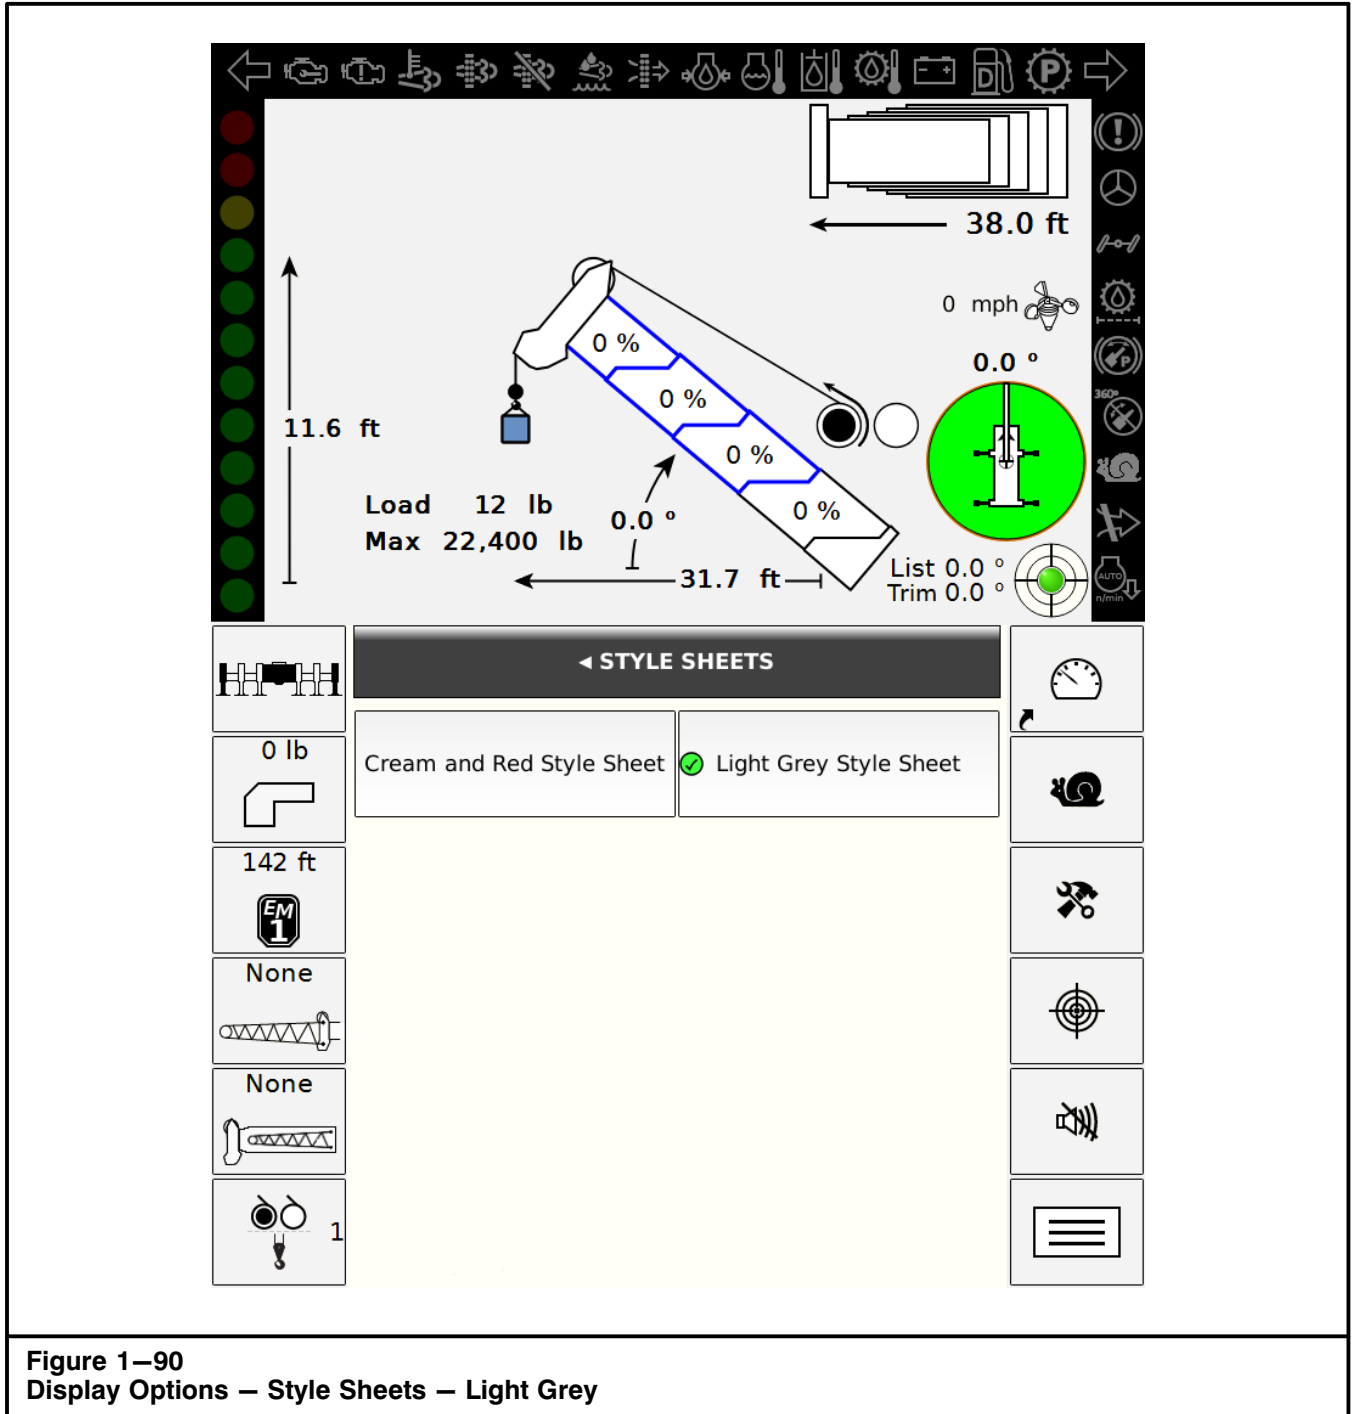 D
P
38.0 ft
0 mph
0.0 º
P
360º
0 %
0 %
0 %
0 %
11.6 ft
Load 12 lb
Max 22,400 lb
0.0 º
31.7 ft
List 0.0 º
Trim 0.0 º
AUTO
n/min
◄ STYLE SHEETS
Cream and Red Style Sheet
Light Grey Style Sheet
0 lb
142 ft
EM
1
None
None
1
Figure 1—90
Display Options — Style Sheets — Light Grey